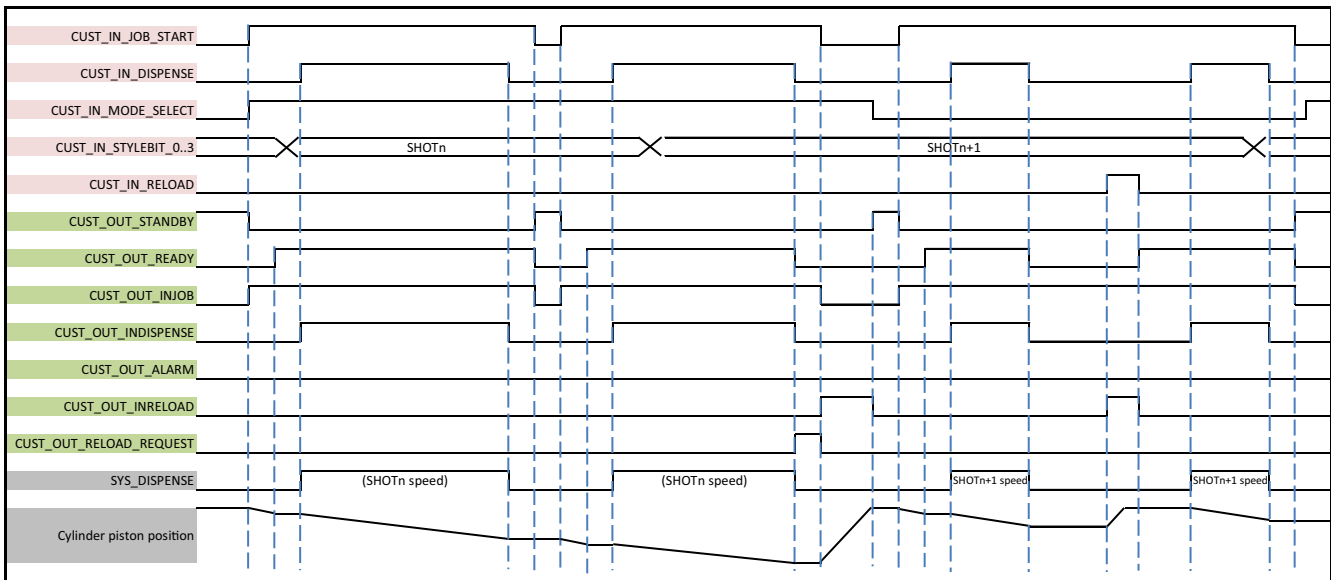 CUST_IN_JOB_START
CUST_IN_DISPENSE
CUST_IN_MODE_SELECT
CUST_IN_STYLEBIT_0..3 SHOTn SHOTn+1
CUST_IN_RELOAD
CUST_OUT_STANDBY
CUST_OUT_READY
CUST_OUT_INJOB
CUST_OUT_INDISPENSE
CUST_OUT_ALARM
CUST_OUT_INRELOAD
CUST_OUT_RELOAD_REQUEST
SYS_DISPENSE (SHOTn speed) (SHOTn speed) SHOTn+1 speed) (SHOTn+1 speed)
Cylinder piston position